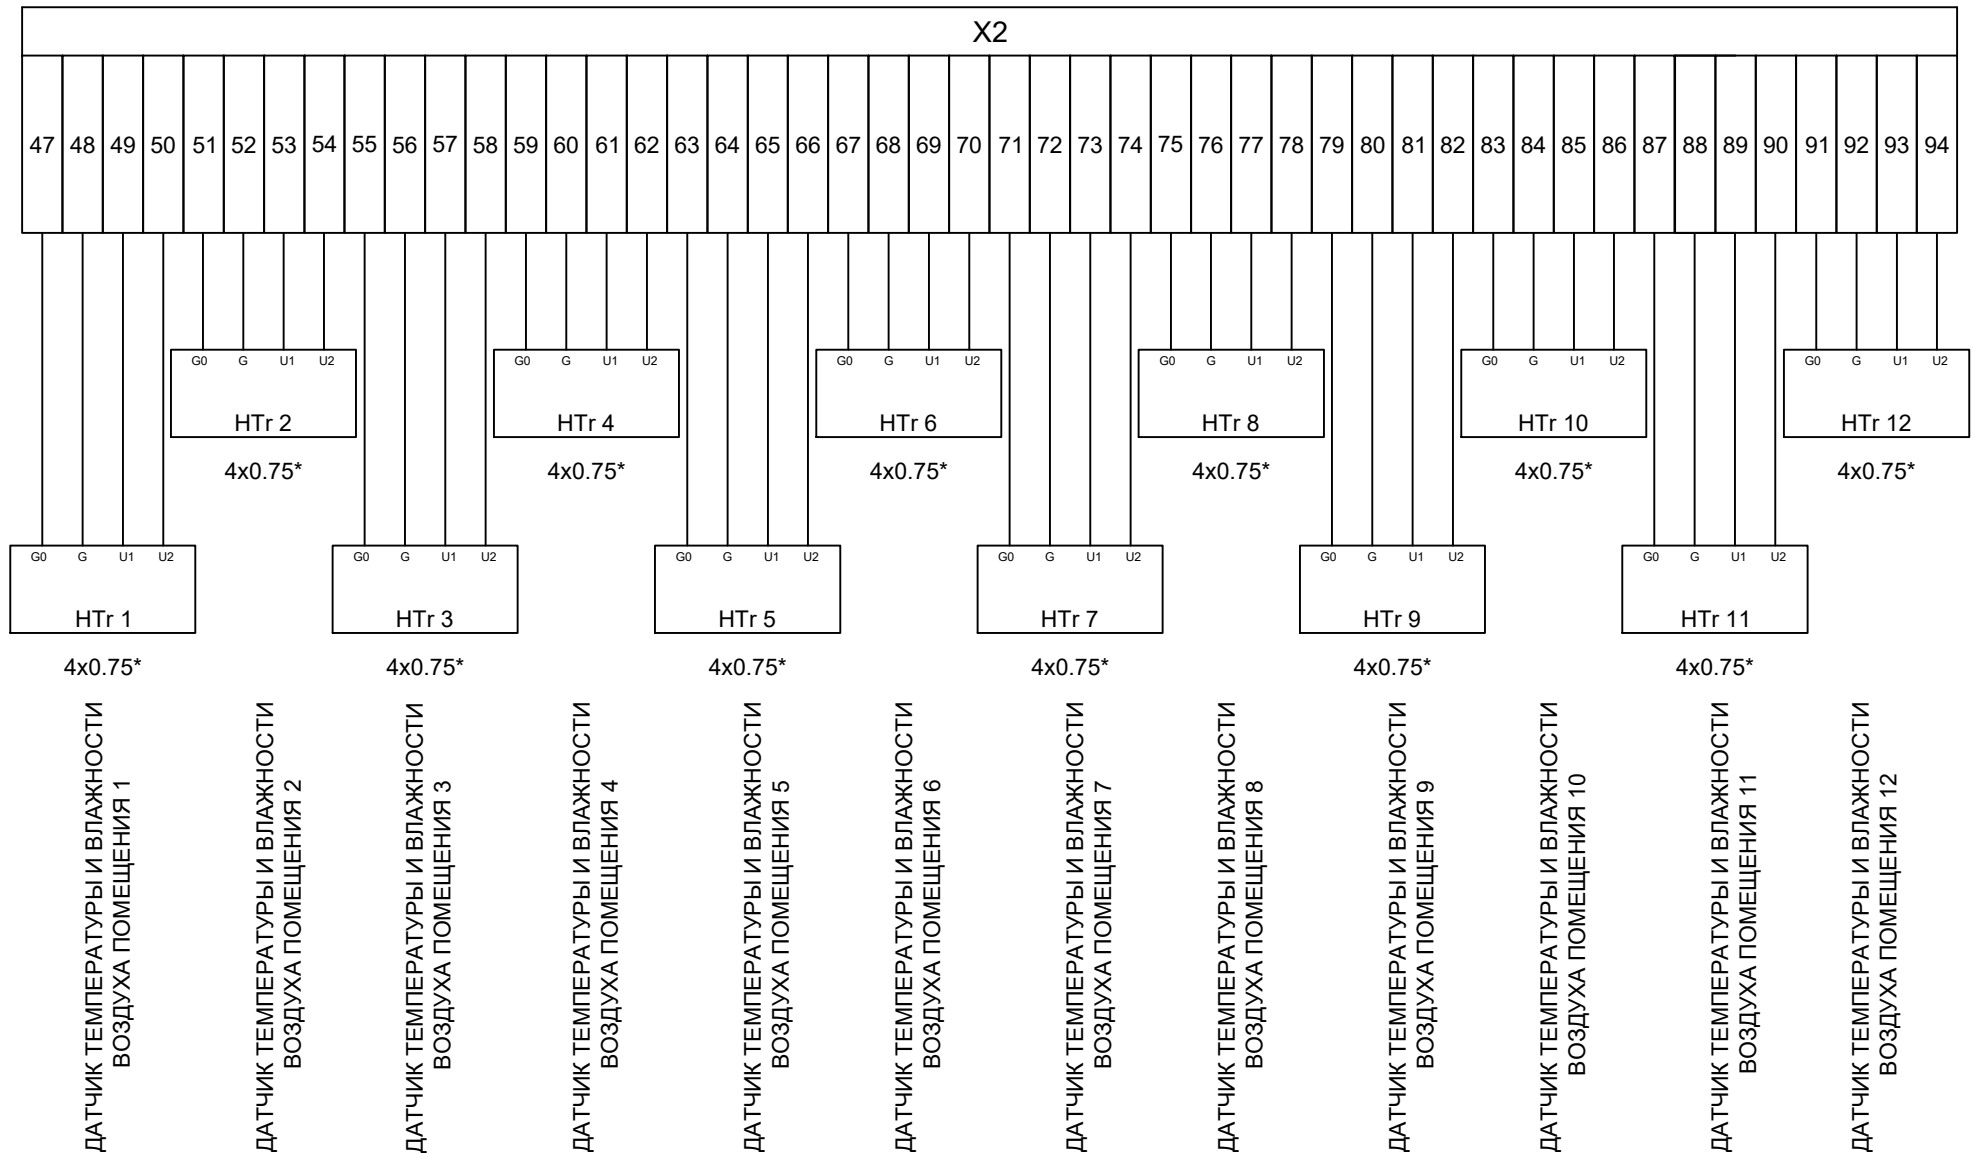 X2
47 48 49 50 51 52 53 54 55 56 57 58 59 60 61 62 63 64 65 66 67 68 69 70 71 72 73 74 75 76 77 78 79 80 81 82 83 84 85 86 87 88 89 90 91 92 93 94
G0 G U1 U2 G0 G U1 U2 G0 G U1 U2 G0 G U1 U2 G0 G U1 U2 G0 G U1 U2
HTr 2 HTr 4 HTr 6 HTr 8 HTr 10 HTr 12
4x0.75* 4x0.75* 4x0.75* 4x0.75* 4x0.75* 4x0.75*
G0 G U1 U2 G0 G U1 U2 G0 G U1 U2 G0 G U1 U2 G0 G U1 U2 G0 G U1 U2
HTr 1 HTr 3 HTr 5 HTr 7 HTr 9 HTr 11
4x0.75* 4x0.75* 4x0.75* 4x0.75* 4x0.75* 4x0.75*
ДАТЧИК ТЕМПЕРАТУРЫ И ВЛАЖНОСТИ
ВОЗДУХА ПОМЕЩЕНИЯ 1
ДАТЧИК ТЕМПЕРАТУРЫ И ВЛАЖНОСТИ
ВОЗДУХА ПОМЕЩЕНИЯ 2
ДАТЧИК ТЕМПЕРАТУРЫ И ВЛАЖНОСТИ
ВОЗДУХА ПОМЕЩЕНИЯ 3
ДАТЧИК ТЕМПЕРАТУРЫ И ВЛАЖНОСТИ
ВОЗДУХА ПОМЕЩЕНИЯ 4
ДАТЧИК ТЕМПЕРАТУРЫ И ВЛАЖНОСТИ
ВОЗДУХА ПОМЕЩЕНИЯ 5
ДАТЧИК ТЕМПЕРАТУРЫ И ВЛАЖНОСТИ
ВОЗДУХА ПОМЕЩЕНИЯ 6
ДАТЧИК ТЕМПЕРАТУРЫ И ВЛАЖНОСТИ
ВОЗДУХА ПОМЕЩЕНИЯ 7
ДАТЧИК ТЕМПЕРАТУРЫ И ВЛАЖНОСТИ
ВОЗДУХА ПОМЕЩЕНИЯ 8
ДАТЧИК ТЕМПЕРАТУРЫ И ВЛАЖНОСТИ
ВОЗДУХА ПОМЕЩЕНИЯ 9
ДАТЧИК ТЕМПЕРАТУРЫ И ВЛАЖНОСТИ
ВОЗДУХА ПОМЕЩЕНИЯ 10
ДАТЧИК ТЕМПЕРАТУРЫ И ВЛАЖНОСТИ
ВОЗДУХА ПОМЕЩЕНИЯ 11
ДАТЧИК ТЕМПЕРАТУРЫ И ВЛАЖНОСТИ
ВОЗДУХА ПОМЕЩЕНИЯ 12